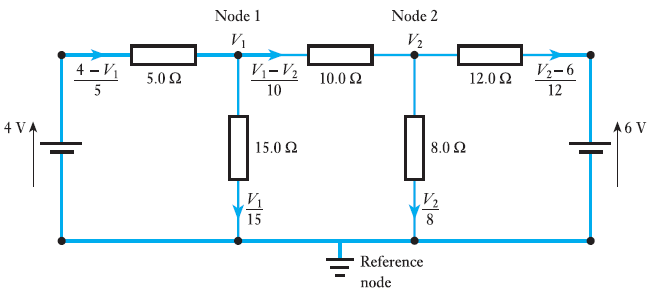 Node 1
Node 2
V₁
V₂
4 – V₁
5
5.0 Ω
V₁ – V₂
10
10.0 Ω
12.0 Ω
V₂ – 6
12
4 V
15.0 Ω
8.0 Ω
6 V
V₁
15
V₂
8
Reference
node